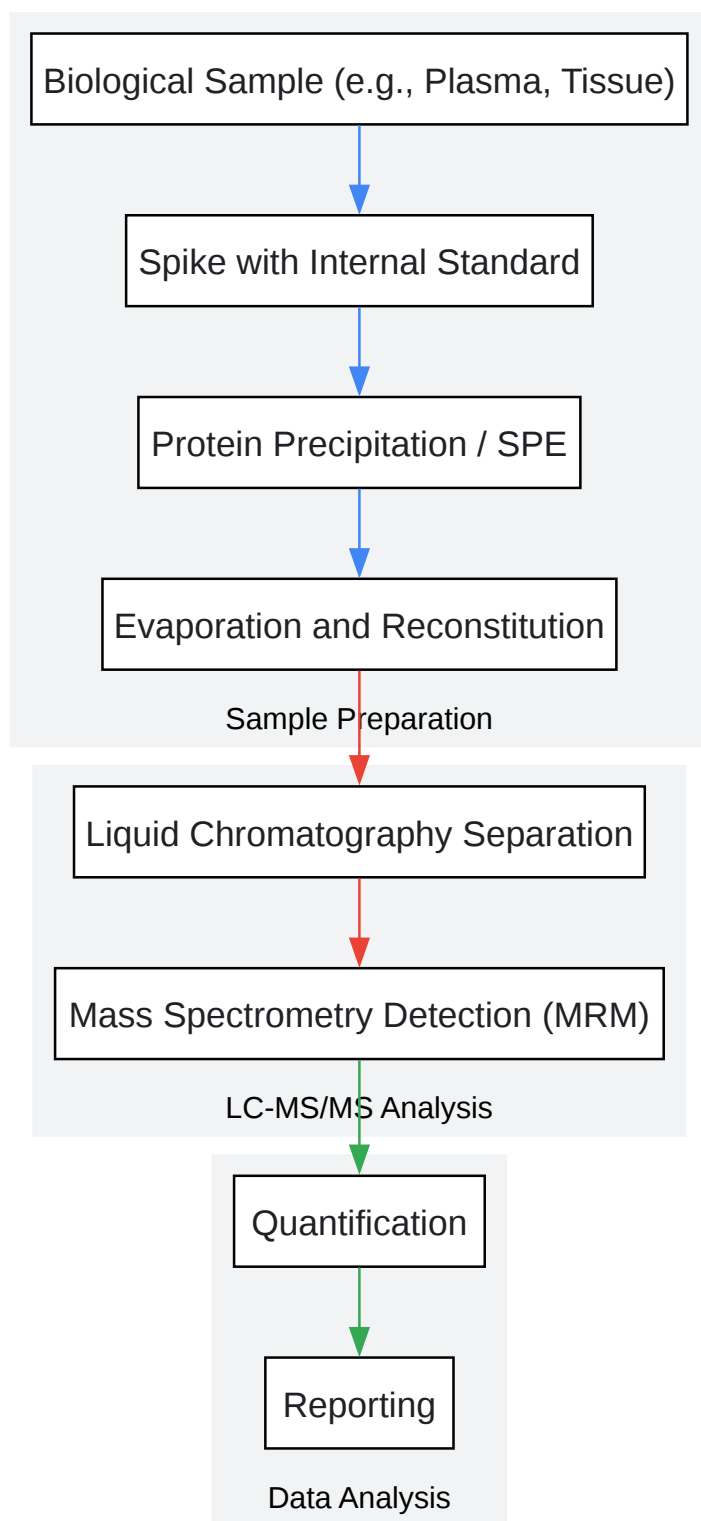 Biological Sample (e.g., Plasma, Tissue)
Spike with Internal Standard
Protein Precipitation / SPE
Evaporation and Reconstitution
Sample Preparation
Liquid Chromatography Separation
Mass Spectrometry Detection (MRM)
LC-MS/MS Analysis
Quantification
Reporting
Data Analysis